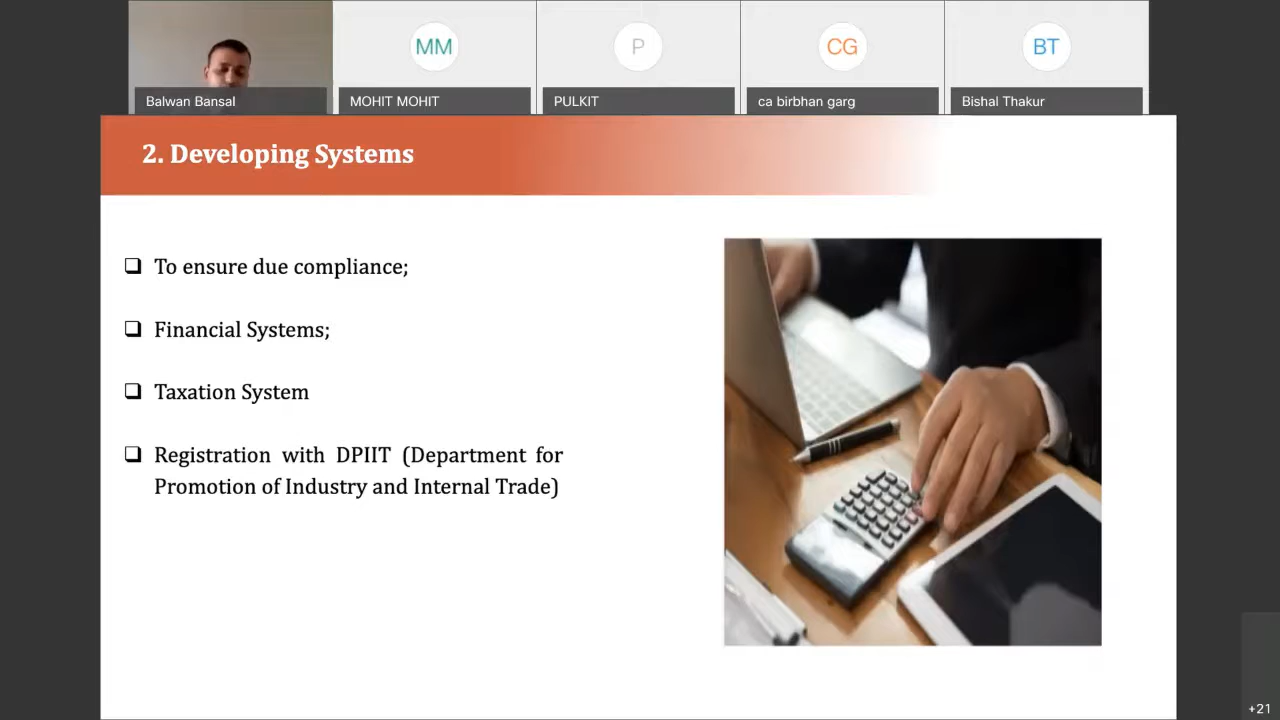 MM
P
CG
BT
Balwan Bansal
MOHIT MOHIT
PULKIT
ca birbhan garg
Bishal Thakur
2. Developing Systems
❑ To ensure due compliance;
❑ Financial Systems;
❑ Taxation System
❑ Registration with DPIIT (Department for
Promotion of Industry and Internal Trade)
+21